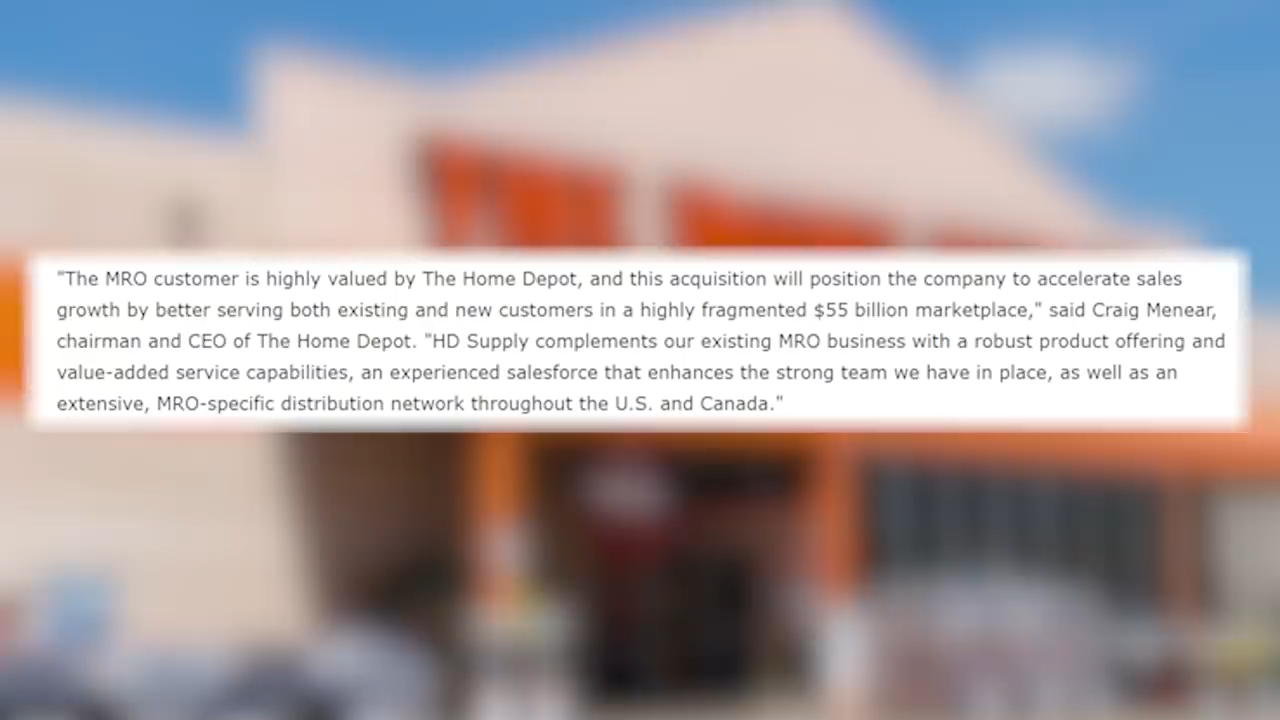 "The MRO customer is highly valued by The Home Depot, and this acquisition will position the company to accelerate sales
growth by better serving both existing and new customers in a highly fragmented $55 billion marketplace," said Craig Menear,
chairman and CEO of The Home Depot. "HD Supply complements our existing MRO business with a robust product offering and
value-added service capabilities, an experienced salesforce that enhances the strong team we have in place, as well as an
extensive, MRO-specific distribution network throughout the U.S. and Canada."